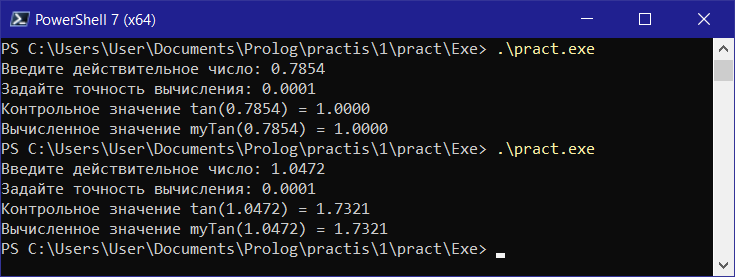 PowerShell 7 (x64)
PS C:\Users\User\Documents\Prolog\practis\1\pract\Exe> .\pract.exe
Введите действительное число: 0.7854
Задайте точность вычисления: 0.0001
Контрольное значение tan(0.7854) = 1.0000
Вычисленное значение myTan(0.7854) = 1.0000
PS C:\Users\User\Documents\Prolog\practis\1\pract\Exe> .\pract.exe
Введите действительное число: 1.0472
Задайте точность вычисления: 0.0001
Контрольное значение tan(1.0472) = 1.7321
Вычисленное значение myTan(1.0472) = 1.7321
PS C:\Users\User\Documents\Prolog\practis\1\pract\Exe>